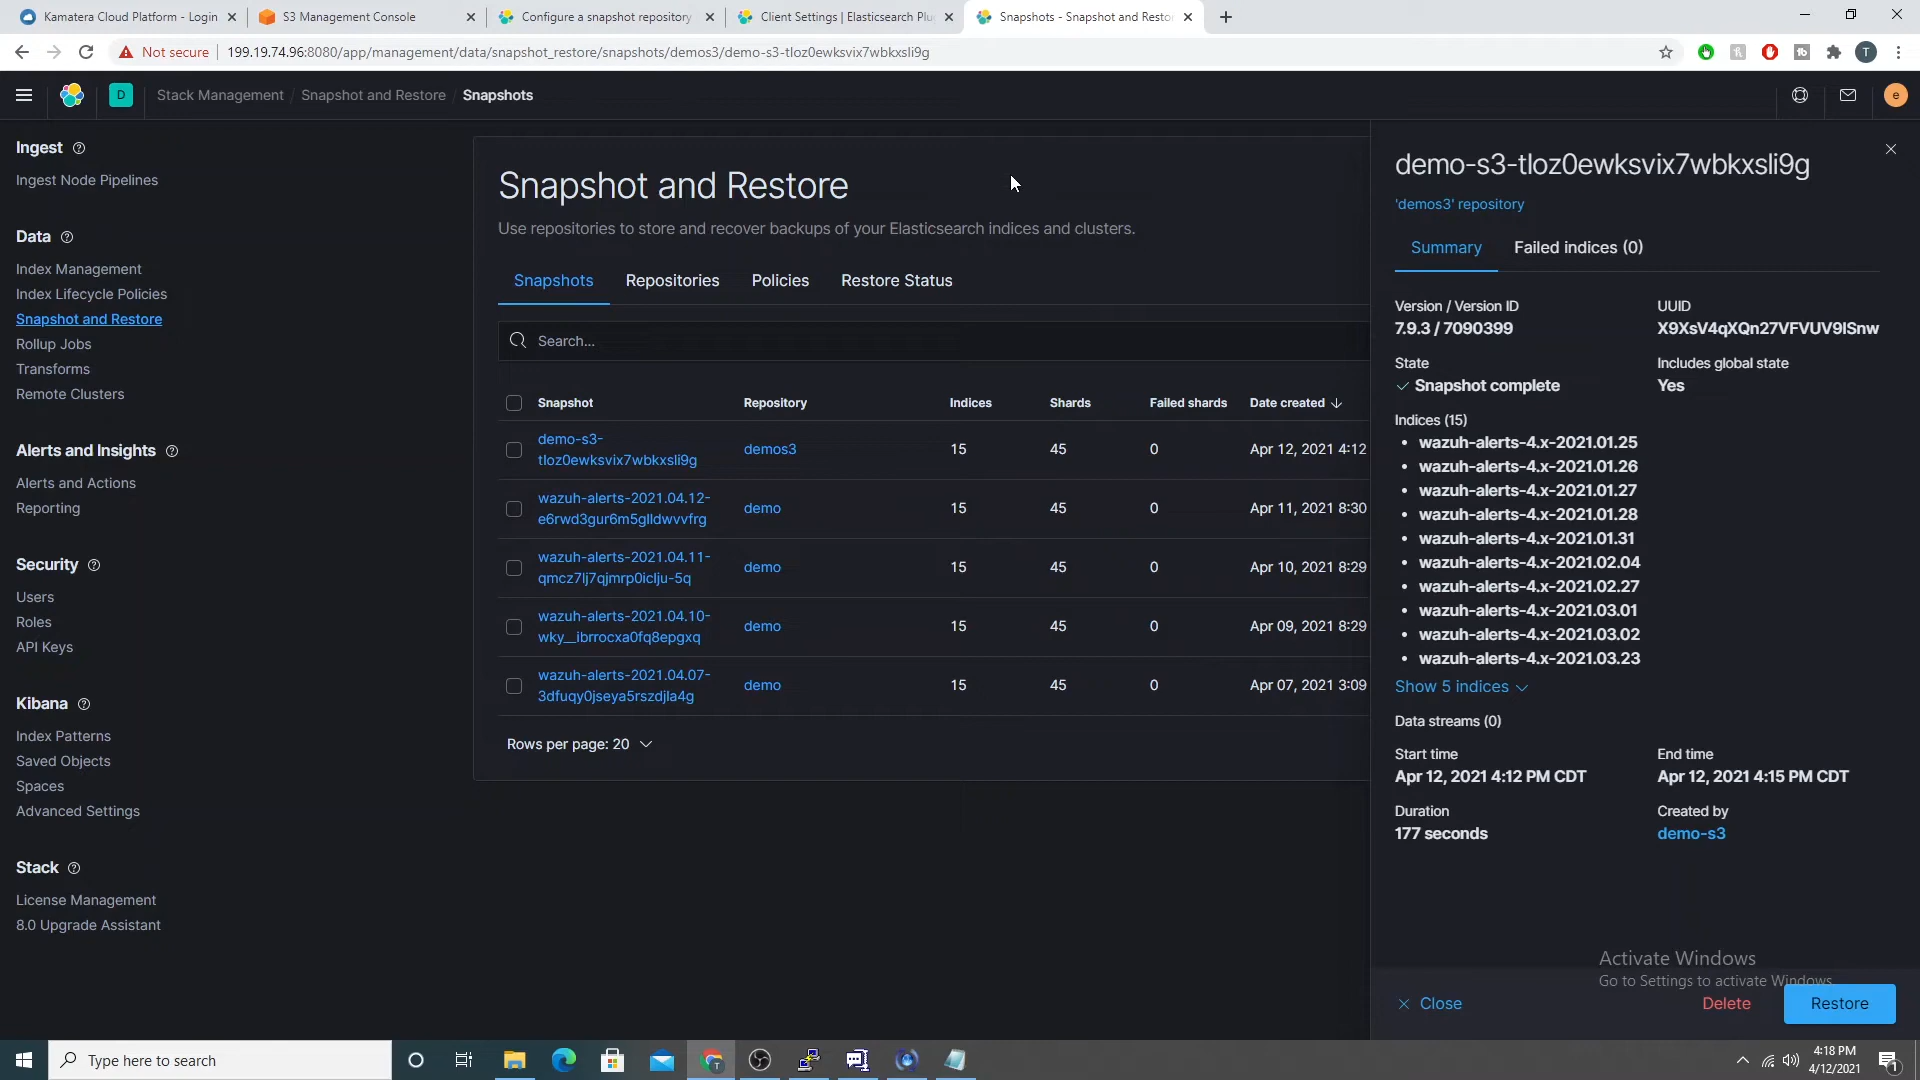 Kamatera Cloud Platform - Login
S3 Management Console
Configure a snapshot repository
Client Settings | Elasticsearch Plu
Snapshots - Snapshot and Resto
Not secure
199.19.74.96:8080/app/management/data/snapshot_restore/snapshots/demos3/demo-s3-tloz0ewksvix7wbkxsli9g
T
D
Stack Management / Snapshot and Restore / Snapshots
e
Ingest
Ingest Node Pipelines
Data
Index Management
Index Lifecycle Policies
Snapshot and Restore
Rollup Jobs
Transforms
Remote Clusters
Alerts and Insights
Alerts and Actions
Reporting
Security
Users
Roles
API Keys
Kibana
Index Patterns
Saved Objects
Spaces
Advanced Settings
Stack
License Management
8.0 Upgrade Assistant
Snapshot and Restore
Use repositories to store and recover backups of your Elasticsearch indices and clusters.
Snapshots Repositories Policies Restore Status
Search...
Snapshot Repository Indices Shards Failed shards Date created
demo-s3-
tloz0ewksvix7wbkxsli9g demos3 15 45 0 Apr 12, 2021 4:12
wazuh-alerts-2021.04.12-
e6rwd3gur6m5glldwvvfrg demo 15 45 0 Apr 11, 2021 8:30
wazuh-alerts-2021.04.11-
qmcz7lj7qjmrp0iclju-5q demo 15 45 0 Apr 10, 2021 8:29
wazuh-alerts-2021.04.10-
wky__ibrrocxa0fq8epgxq demo 15 45 0 Apr 09, 2021 8:29
wazuh-alerts-2021.04.07-
3dfuqy0jseya5rszdjla4g demo 15 45 0 Apr 07, 2021 3:09
Rows per page: 20
demo-s3-tloz0ewksvix7wbkxsli9g
'demos3' repository
Summary Failed indices (0)
Version / Version ID
7.9.3 / 7090399
UUID
X9XsV4qXQn27VFVUV9ISnw
State
Snapshot complete
Includes global state
Yes
Indices (15)
• wazuh-alerts-4.x-2021.01.25
• wazuh-alerts-4.x-2021.01.26
• wazuh-alerts-4.x-2021.01.27
• wazuh-alerts-4.x-2021.01.28
• wazuh-alerts-4.x-2021.01.31
• wazuh-alerts-4.x-2021.02.04
• wazuh-alerts-4.x-2021.02.27
• wazuh-alerts-4.x-2021.03.01
• wazuh-alerts-4.x-2021.03.02
• wazuh-alerts-4.x-2021.03.23
Show 5 indices
Data streams (0)
Start time
Apr 12, 2021 4:12 PM CDT
End time
Apr 12, 2021 4:15 PM CDT
Duration
177 seconds
Created by
demo-s3
Activate Windows
Go to Settings to activate Windows.
Close
Delete
Restore
Type here to search
4:18 PM
4/12/2021
1